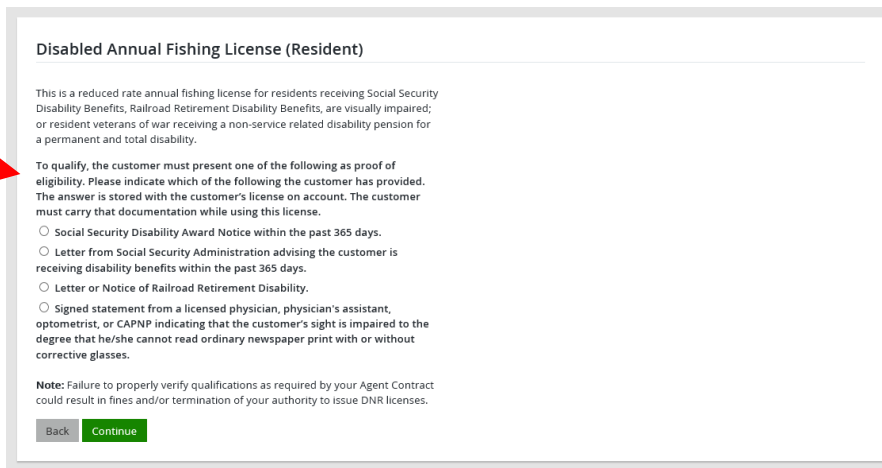 Disabled Annual Fishing License (Resident)
This is a reduced rate annual fishing license for residents receiving Social Security
Disability Benefits, Railroad Retirement Disability Benefits, are visually impaired;
or resident veterans of war receiving a non-service related disability pension for
a permanent and total disability.
To qualify, the customer must present one of the following as proof of
eligibility. Please indicate which of the following the customer has provided.
The answer is stored with the customer's license on account. The customer
must carry that documentation while using this license.
Social Security Disability Award Notice within the past 365 days.
Letter from Social Security Administration advising the customer is
receiving disability benefits within the past 365 days.
Letter or Notice of Railroad Retirement Disability.
Signed statement from a licensed physician, physician's assistant,
optometrist, or CAPNP indicating that the customer's sight is impaired to the
degree that he/she cannot read ordinary newspaper print with or without
corrective glasses.
Note: Failure to properly verify qualifications as required by your Agent Contract
could result in fines and/or termination of your authority to issue DNR licenses.
Back Continue